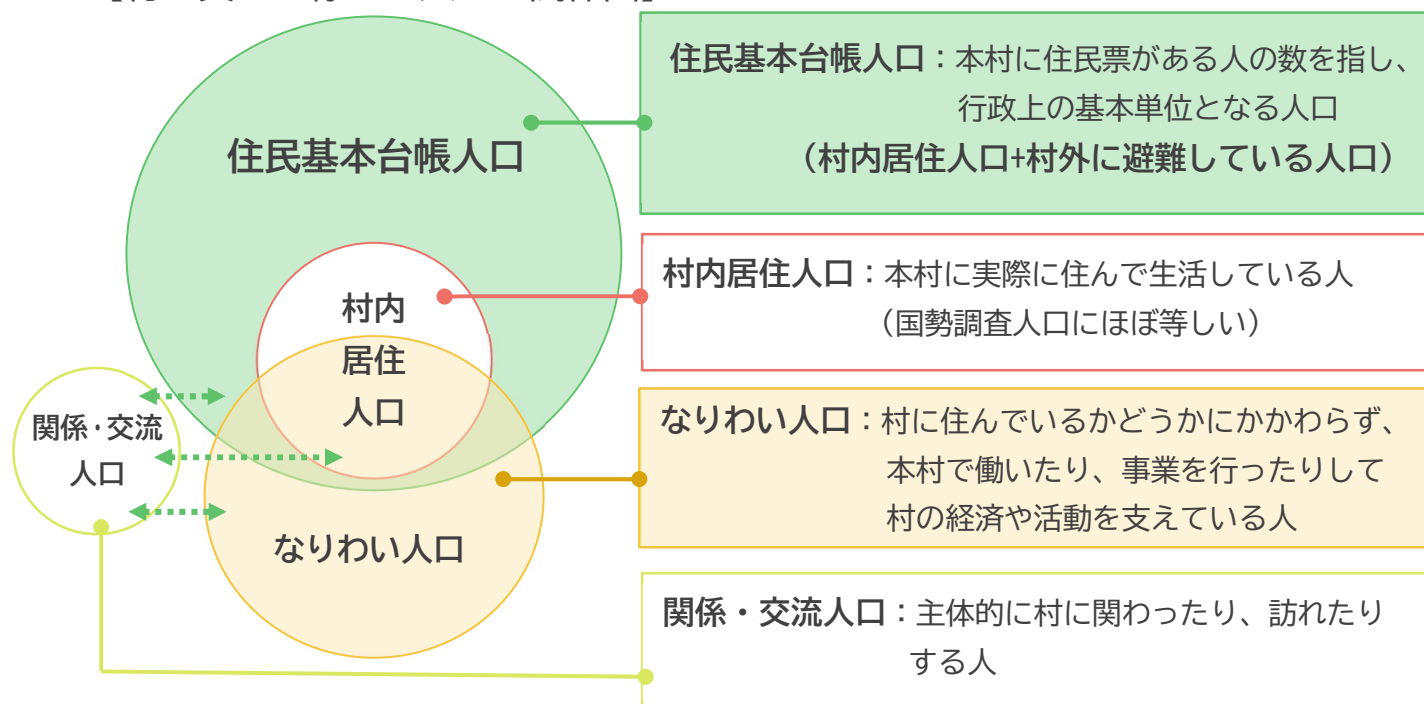 住民基本台帳人口
村内
居住
人口
関係・交流
人口
なりわい人口
住民基本台帳人口：本村に住民票がある人の数を指し、
行政上の基本単位となる人口
（村内居住人口+村外に避難している人口）
村内居住人口：本村に実際に住んで生活している人
（国勢調査人口にほぼ等しい）
なりわい人口：村に住んでいるかどうかにかかわらず、
本村で働いたり、事業を行ったりして
村の経済や活動を支えている人
関係・交流人口：主体的に村に関わったり、訪れたり
する人